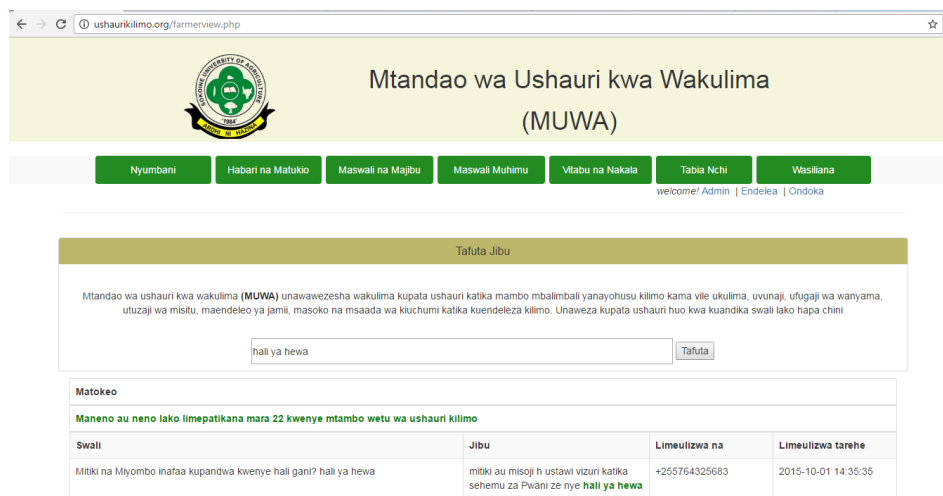 ushaurikilimo.org/farmerview.php
SOKOINE UNIVERSITY OF AGRICULTURE
1984
Mtandao wa Ushauri kwa Wakulima
(MUWA)
Nyumbani Habari na Matukio Maswali na Majibu Maswali Muhimu Vitabu na Nakala Tabia Nchi Wasiliana
welcome! Admin | Endelea | Ondoka
Tafuta Jibu
Mtandao wa ushauri kwa wakulima (MUWA) unawawezesha wakulima kupata ushauri katika mambo mbalimbali yanayohusu kilimo kama vile ukulima, uvunaji, ufugaji wa wanyama,
utuzaji wa misitu, maendeleo ya jamii, masoko na msaada wa kiuchumi katika kuendeleza kilimo. Unaweza kupata ushauri huo kwa kuandika swali lako hapa chini
hali ya hewa Tafuta
Matokeo
Maneno au neno lako limepatikana mara 22 kwenye mtambo wetu wa ushauri kilimo
Swali Jibu Limeulizwa na Limeulizwa tarehe
Mitiki na Miyombo inafaa kupandwa kwenye hali gani? hali ya hewa mitiki au misoji h ustawi vizuri katika +255764325683 2015-10-01 14:35:35
sehemu za Pwani ze nye hali ya hewa